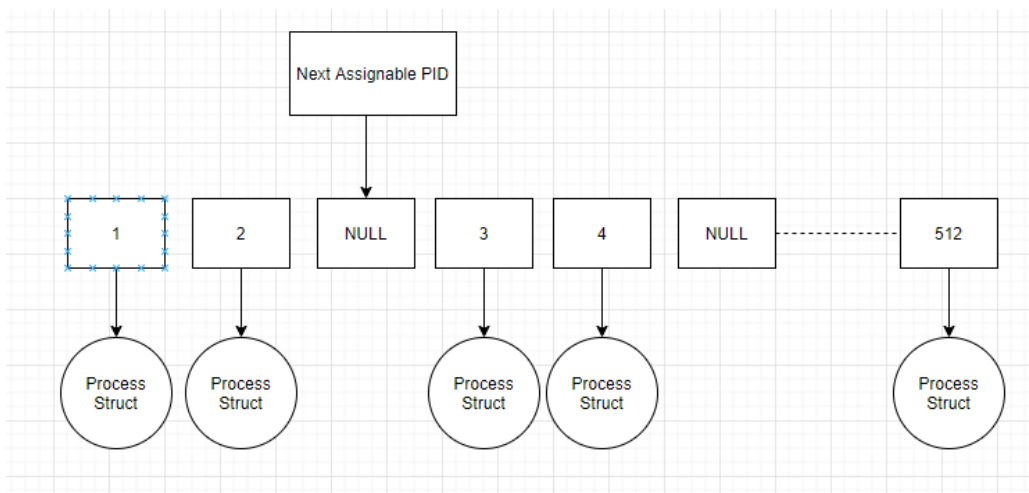 Next Assignable PID
1
2
NULL
3
4
NULL
512
Process
Struct
Process
Struct
Process
Struct
Process
Struct
Process
Struct